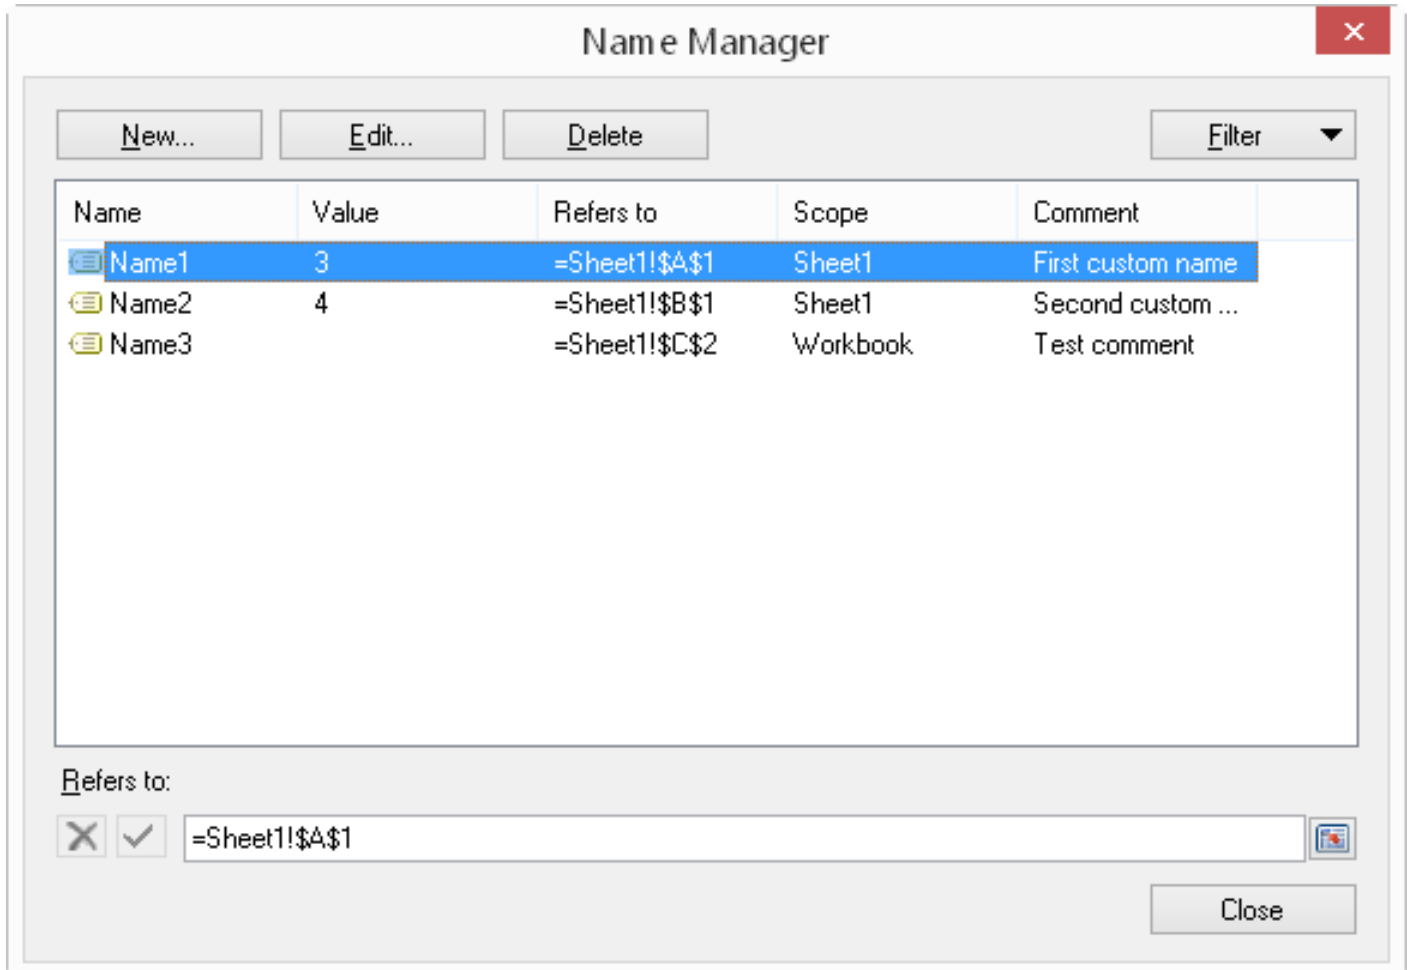 Name Manager
New... Edit... Delete Filter
Name Value Refers to Scope Comment
Name1 3 =Sheet1!$A$1 Sheet1 First custom name
Name2 4 =Sheet1!$B$1 Sheet1 Second custom ...
Name3 =Sheet1!$C$2 Workbook Test comment
Refers to:
=Sheet1!$A$1
Close